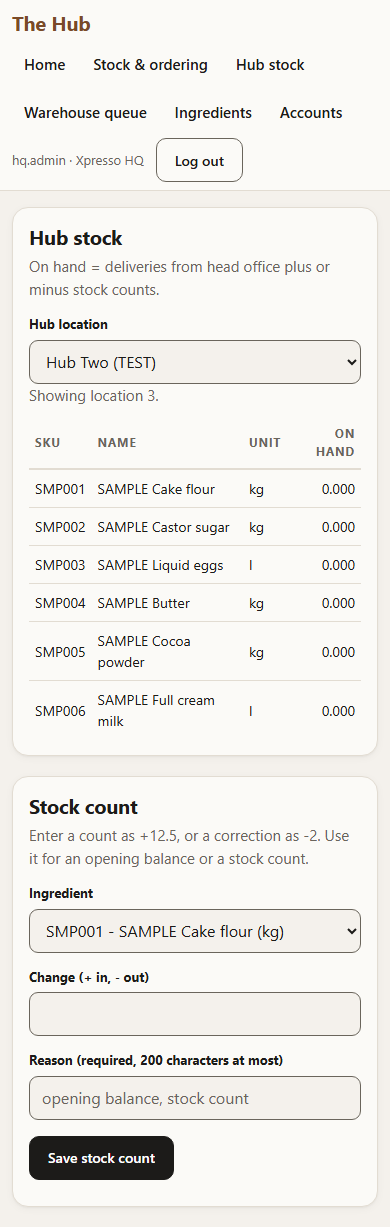 The Hub
Home Stock & ordering Hub stock
Warehouse queue Ingredients Accounts
hq.admin · Xpresso HQ Log out
Hub stock
On hand = deliveries from head office plus or
minus stock counts.
Hub location
Hub Two (TEST)
Showing location 3.
SKU NAME UNIT ON HAND
SMP001 SAMPLE Cake flour kg 0.000
SMP002 SAMPLE Castor sugar kg 0.000
SMP003 SAMPLE Liquid eggs l 0.000
SMP004 SAMPLE Butter kg 0.000
SMP005 SAMPLE Cocoa powder kg 0.000
SMP006 SAMPLE Full cream milk l 0.000
Stock count
Enter a count as +12.5, or a correction as -2. Use
it for an opening balance or a stock count.
Ingredient
SMP001 - SAMPLE Cake flour (kg)
Change (+ in, - out)
Reason (required, 200 characters at most)
opening balance, stock count
Save stock count